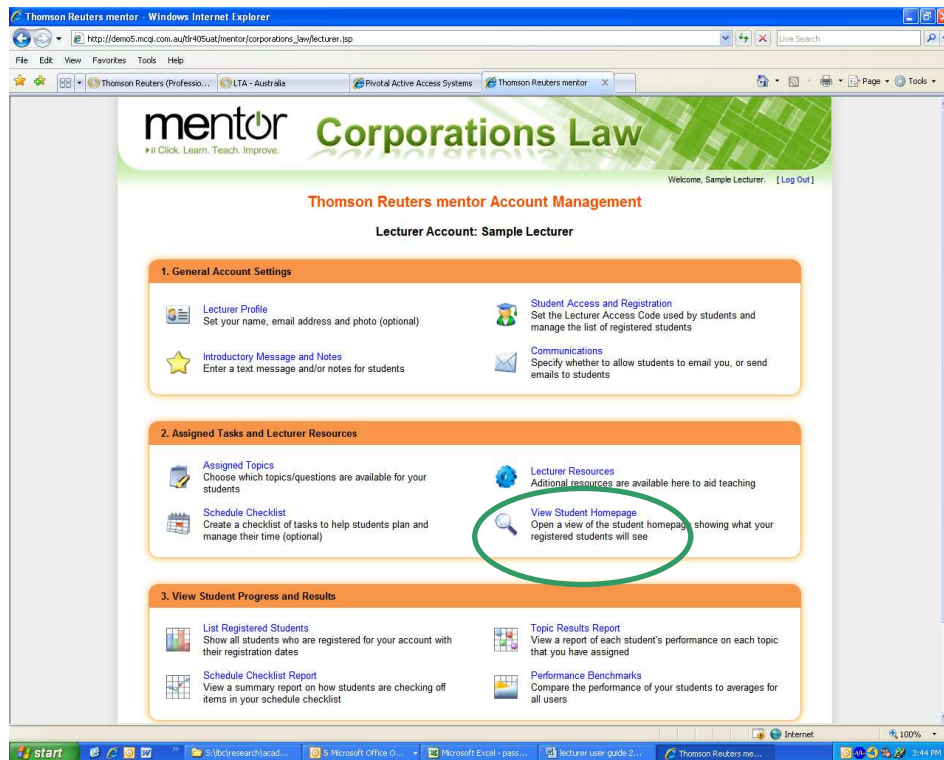 Thomson Reuters mentor - Windows Internet Explorer
http://demo5.mcqi.com.au/tlr405uat/mentor/corporations_law/lecturer.jsp
Live Search
File Edit View Favorites Tools Help
Thomson Reuters (Professio... LTA - Australia Pivotal Active Access Systems Thomson Reuters mentor X Page Tools
mentor
Click. Learn. Teach. Improve.
Corporations Law
Welcome, Sample Lecturer. [ Log Out ]
Thomson Reuters mentor Account Management
Lecturer Account: Sample Lecturer
1. General Account Settings
Lecturer Profile
Set your name, email address and photo (optional)
Student Access and Registration
Set the Lecturer Access Code used by students and
manage the list of registered students
Introductory Message and Notes
Enter a text message and/or notes for students
Communications
Specify whether to allow students to email you, or send
emails to students
2. Assigned Tasks and Lecturer Resources
Assigned Topics
Choose which topics/questions are available for your
students
Lecturer Resources
Aditional resources are available here to aid teaching
Schedule Checklist
Create a checklist of tasks to help students plan and
manage their time (optional)
View Student Homepage
Open a view of the student homepage showing what your
registered students will see
3. View Student Progress and Results
List Registered Students
Show all students who are registered for your account with
their registration dates
Topic Results Report
View a report of each student's performance on each topic
that you have assigned
Schedule Checklist Report
View a summary report on how students are checking off
items in your schedule checklist
Performance Benchmarks
Compare the performance of your students to averages for
all users
Internet 100%
start S:\lbc\research\acad... 5 Microsoft Office O... Microsoft Excel - pass... lecturer user guide 2... Thomson Reuters me... 3:44 PM